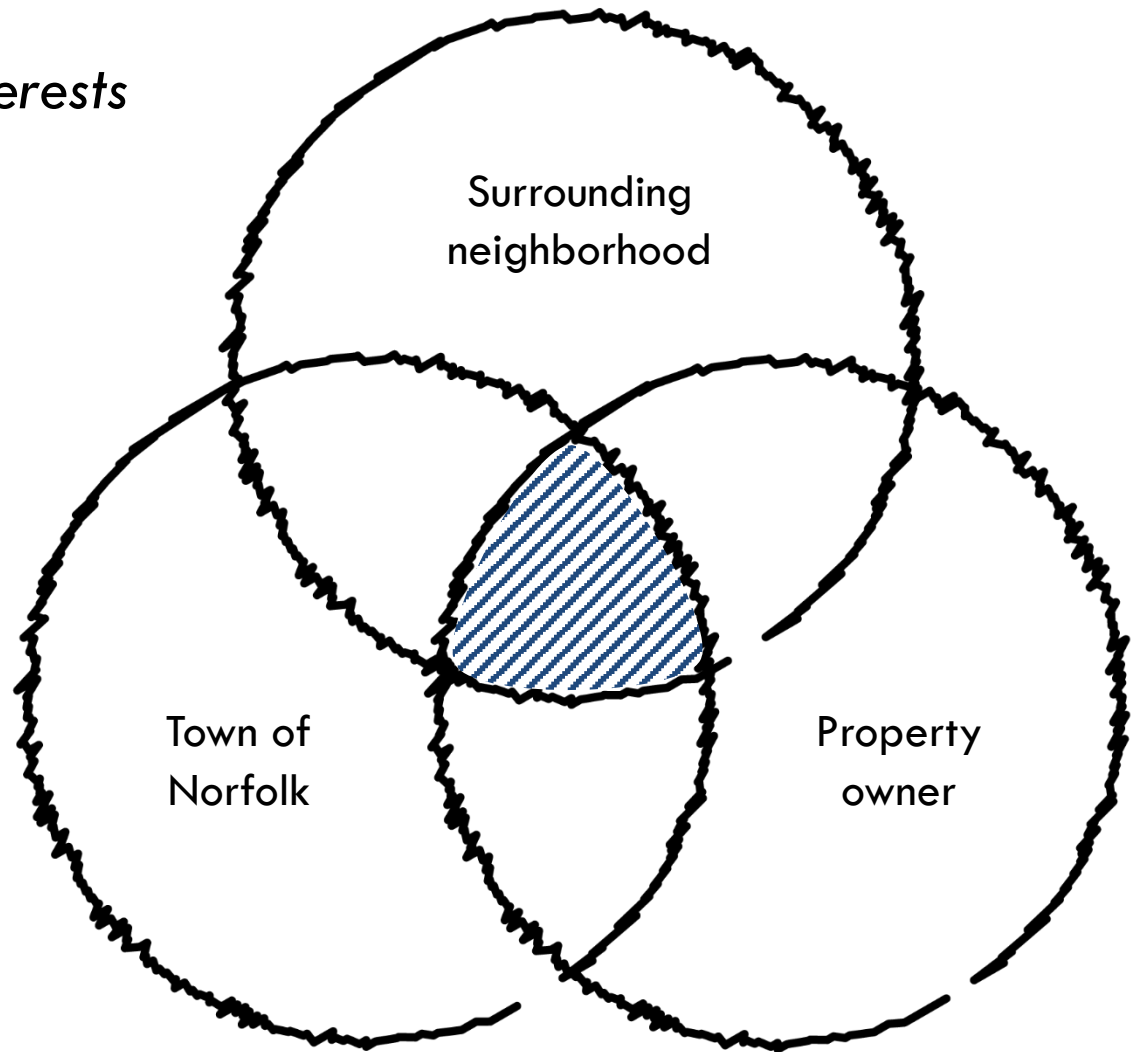 erests
Surrounding
neighborhood
Town of
Norfolk
Property
owner